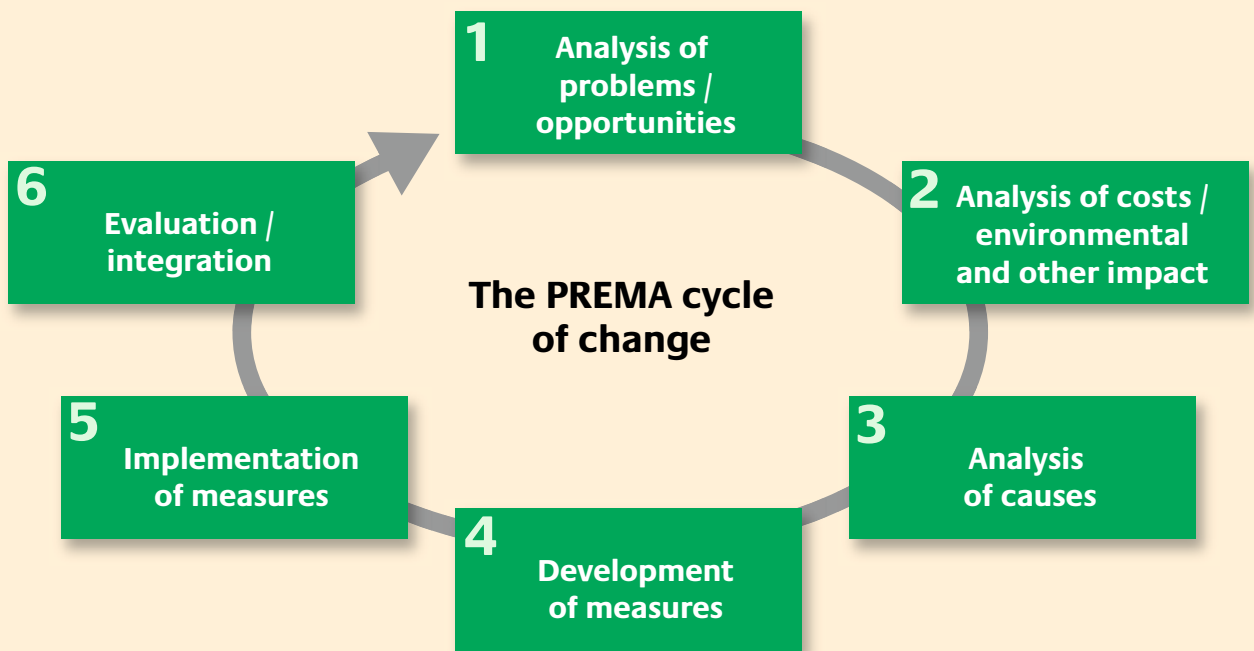 1
Analysis of
problems /
opportunities
2
Analysis of costs /
environmental
and other impact
3
Analysis
of causes
4
Development
of measures
5
Implementation
of measures
6
Evaluation /
integration
The PREMA cycle
of change